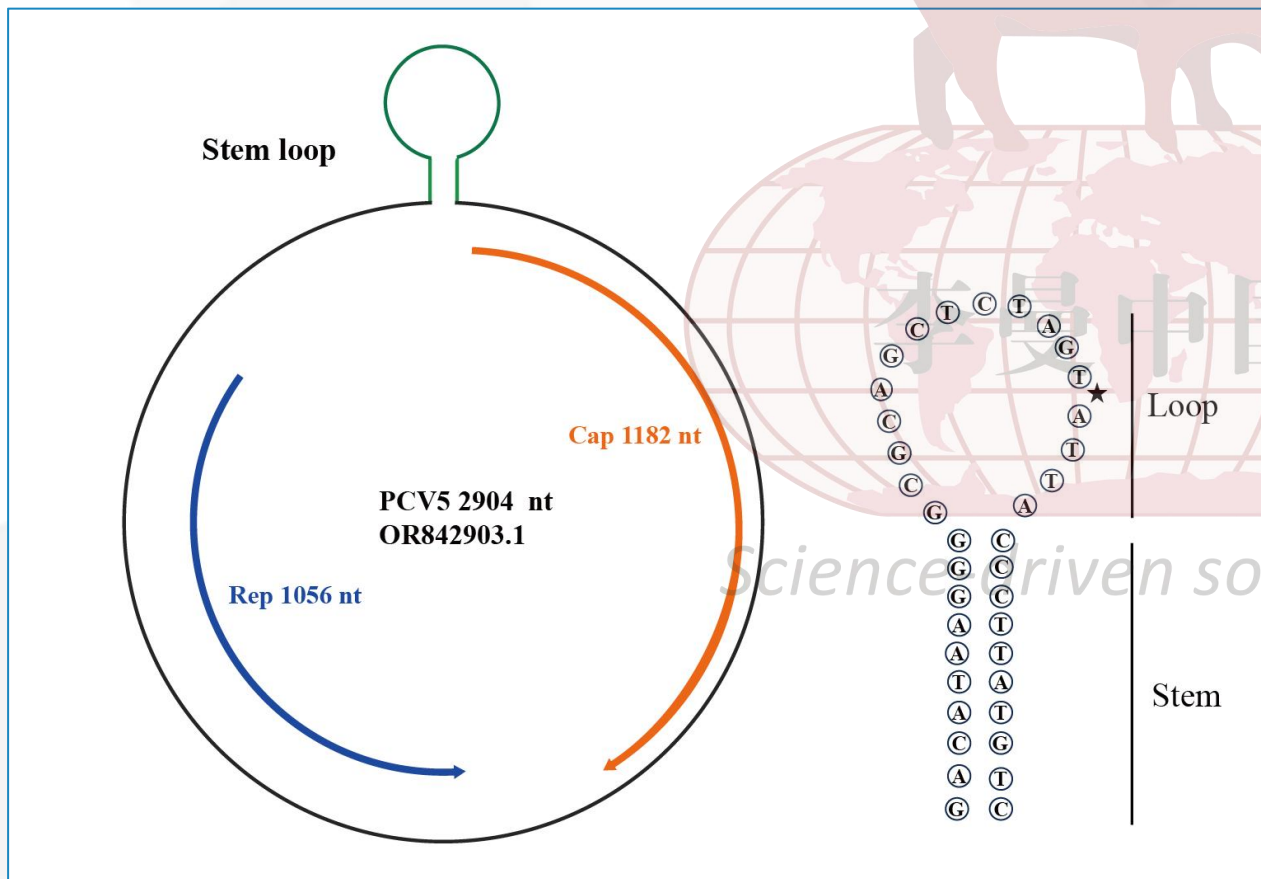 Stem loop
Cap 1182 nt
PCV5 2904 nt
OR842903.1
Rep 1056 nt
李曼中
Science-driven so
C
T
C
T
A
G
T
★
A
T
T
A
G
A
C
G
C
G
Loop
G C
G C
G C
A T
A T
T A
A T
C G
A T
G C
Stem